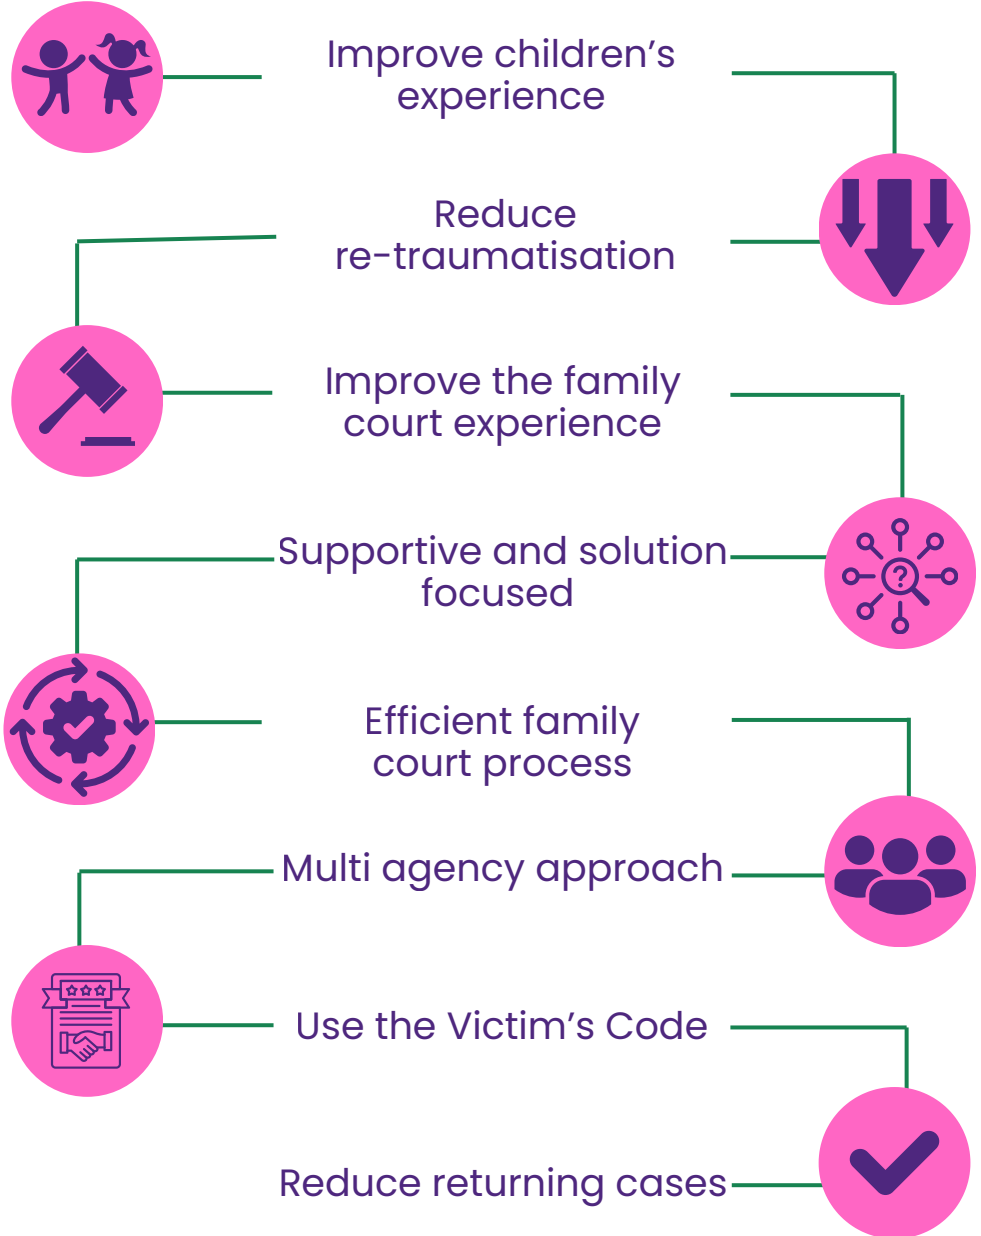 Improve children’s
experience
Reduce
re-traumatisation
Improve the family
court experience
Supportive and solution
focused
?
Efficient family
court process
Multi agency approach
Use the Victim’s Code
Reduce returning cases